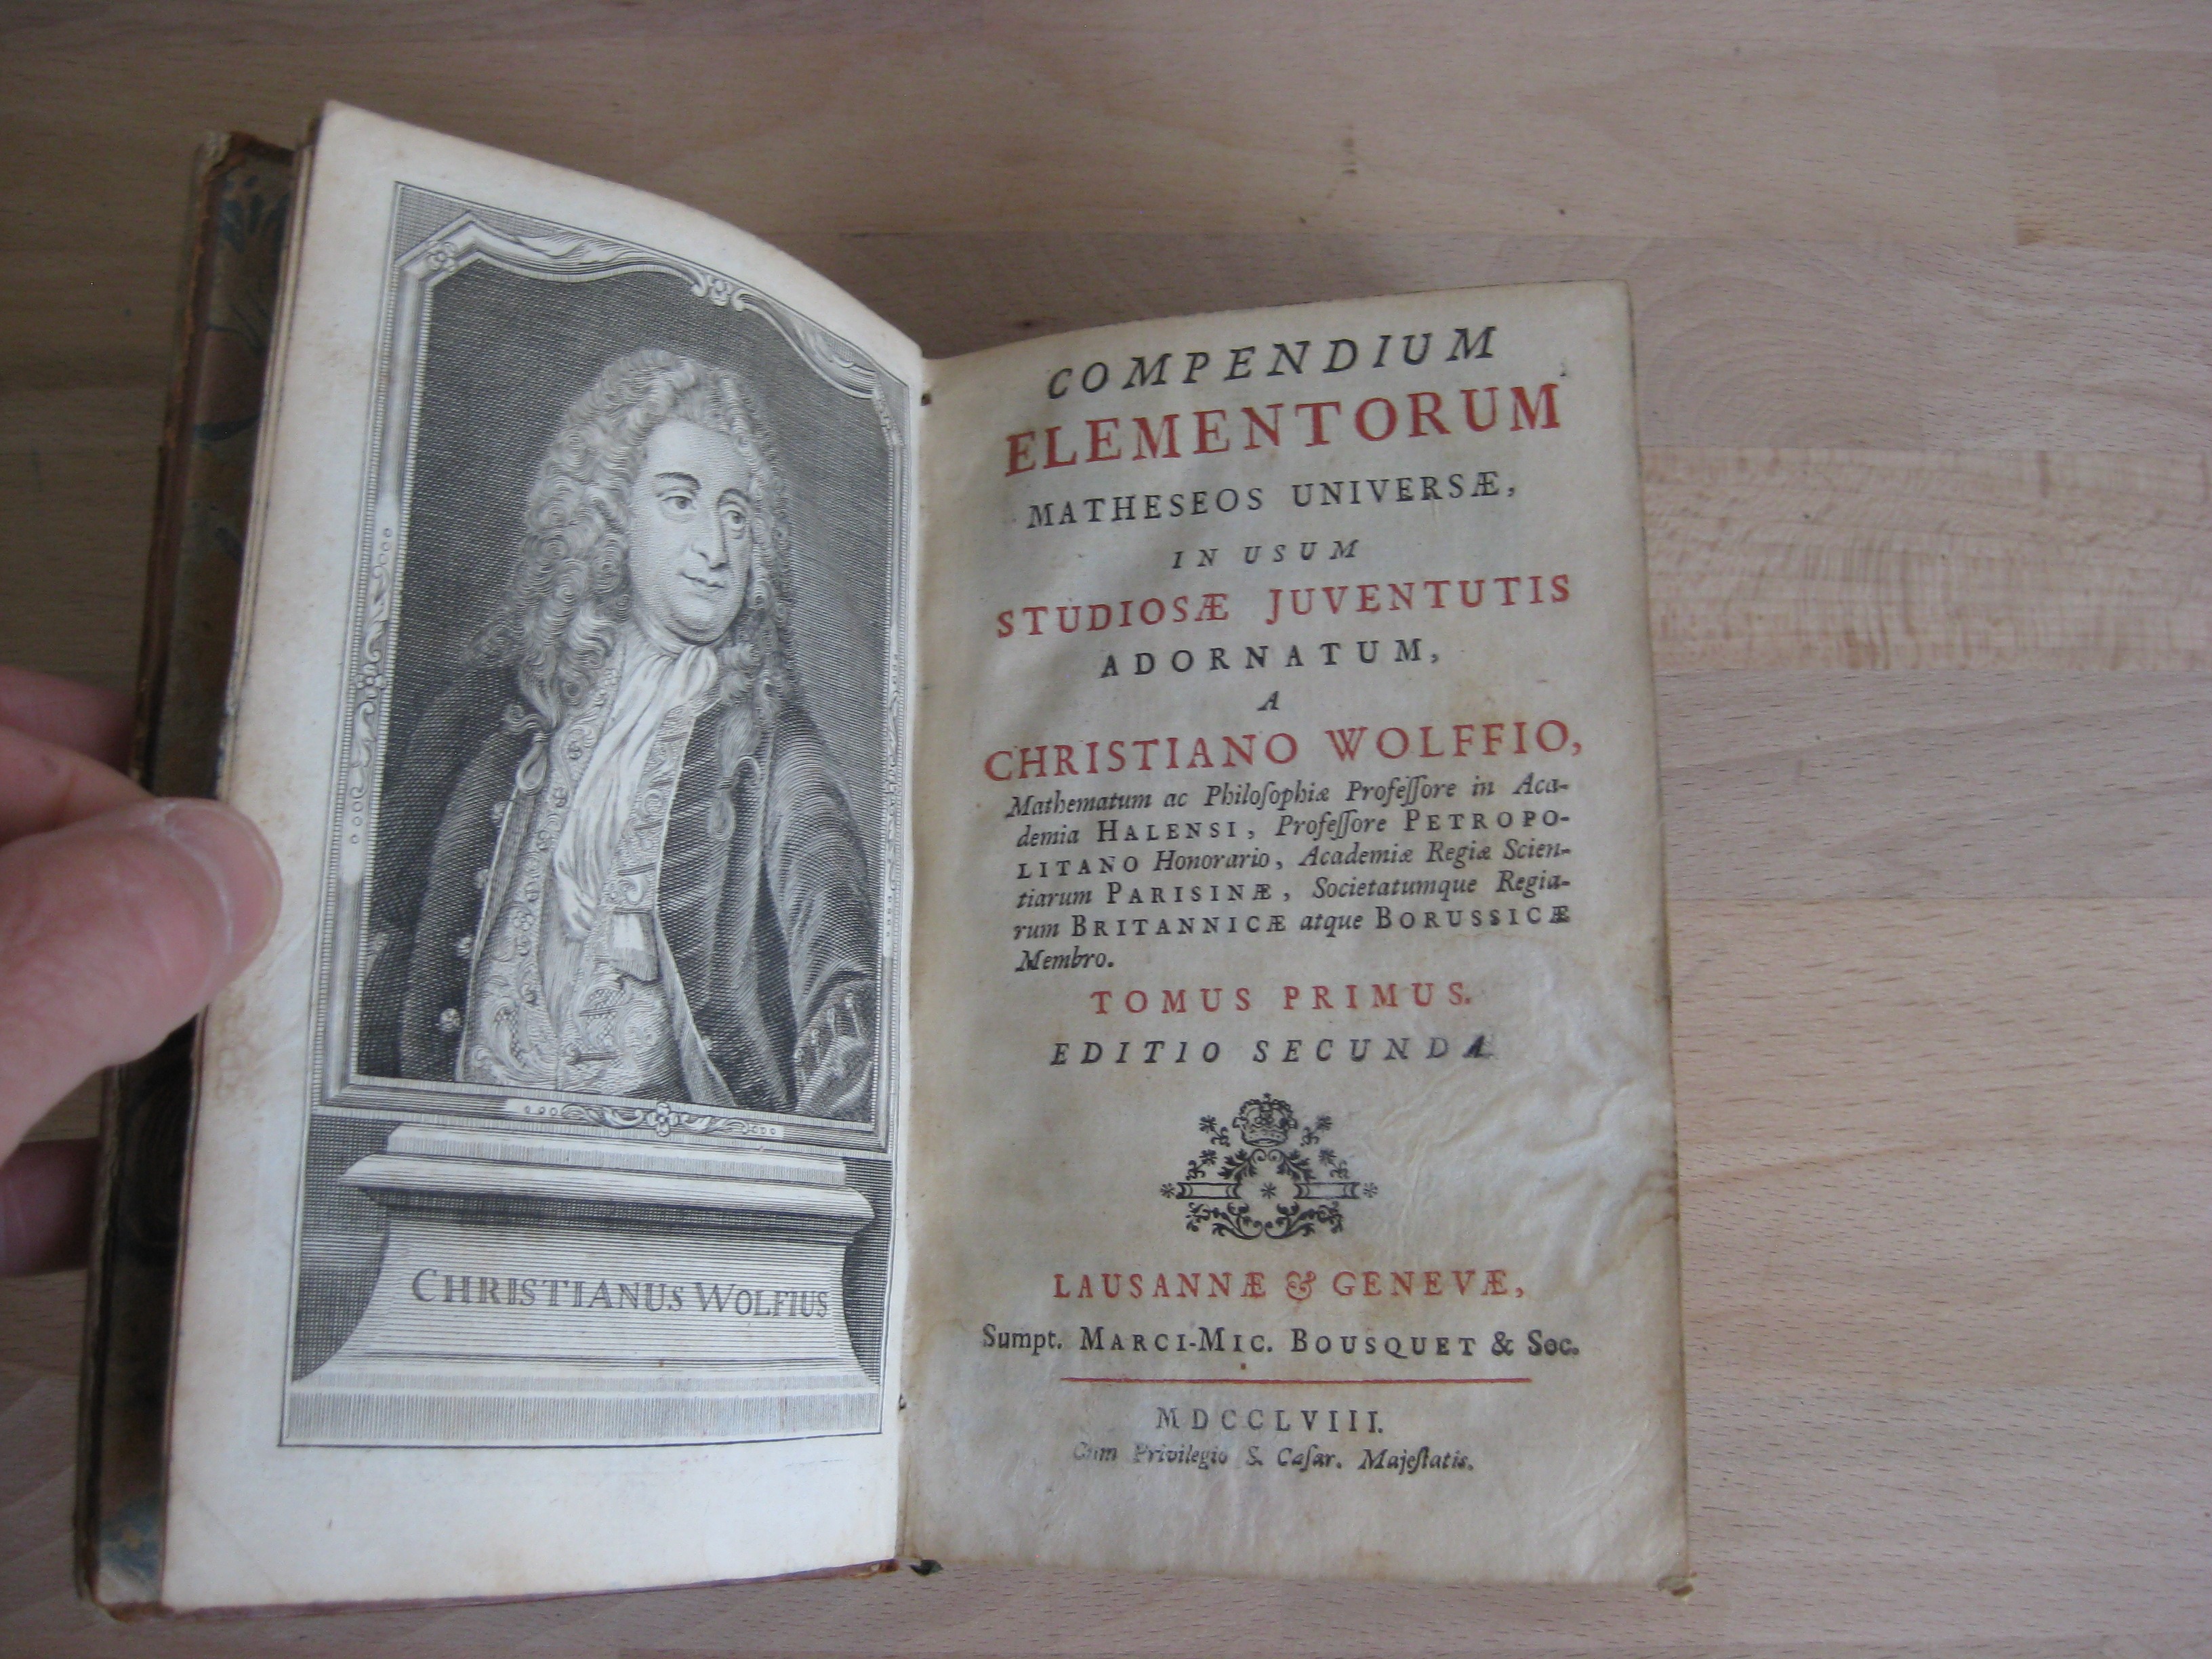 CHRISTIANUS WOLFIUS
COMPENDIUM
ELEMENTORUM
MATHESEOS UNIVERSÆ,
IN USUM
STUDIOSÆ JUVENTUTIS
ADORNATUM,
A
CHRISTIANO WOLFFIO,
Mathematum ac Philoſophiæ Profeſſore in Aca-
demia HALENSI, Profeſſore PETROPO-
LITANO Honorario, Academiæ Regiæ Scien-
tiarum PARISINÆ, Societatumque Regia-
rum BRITANNICÆ atque BORUSSICÆ
Membro.
TOMUS PRIMUS.
EDITIO SECUNDA
LAUSANNÆ & GENEVÆ,
Sumpt. MARCI-MIC. BOUSQUET & Soc.
MDCCLVIII.
Cum Privilegio S. Cæſar. Majeſtatis.